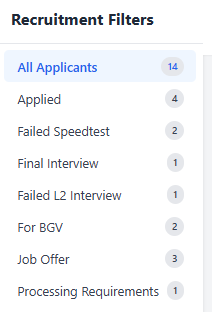 Recruitment Filters
All Applicants 14
Applied 4
Failed Speedtest 2
Final Interview 1
Failed L2 Interview 1
For BGV 2
Job Offer 3
Processing Requirements 1